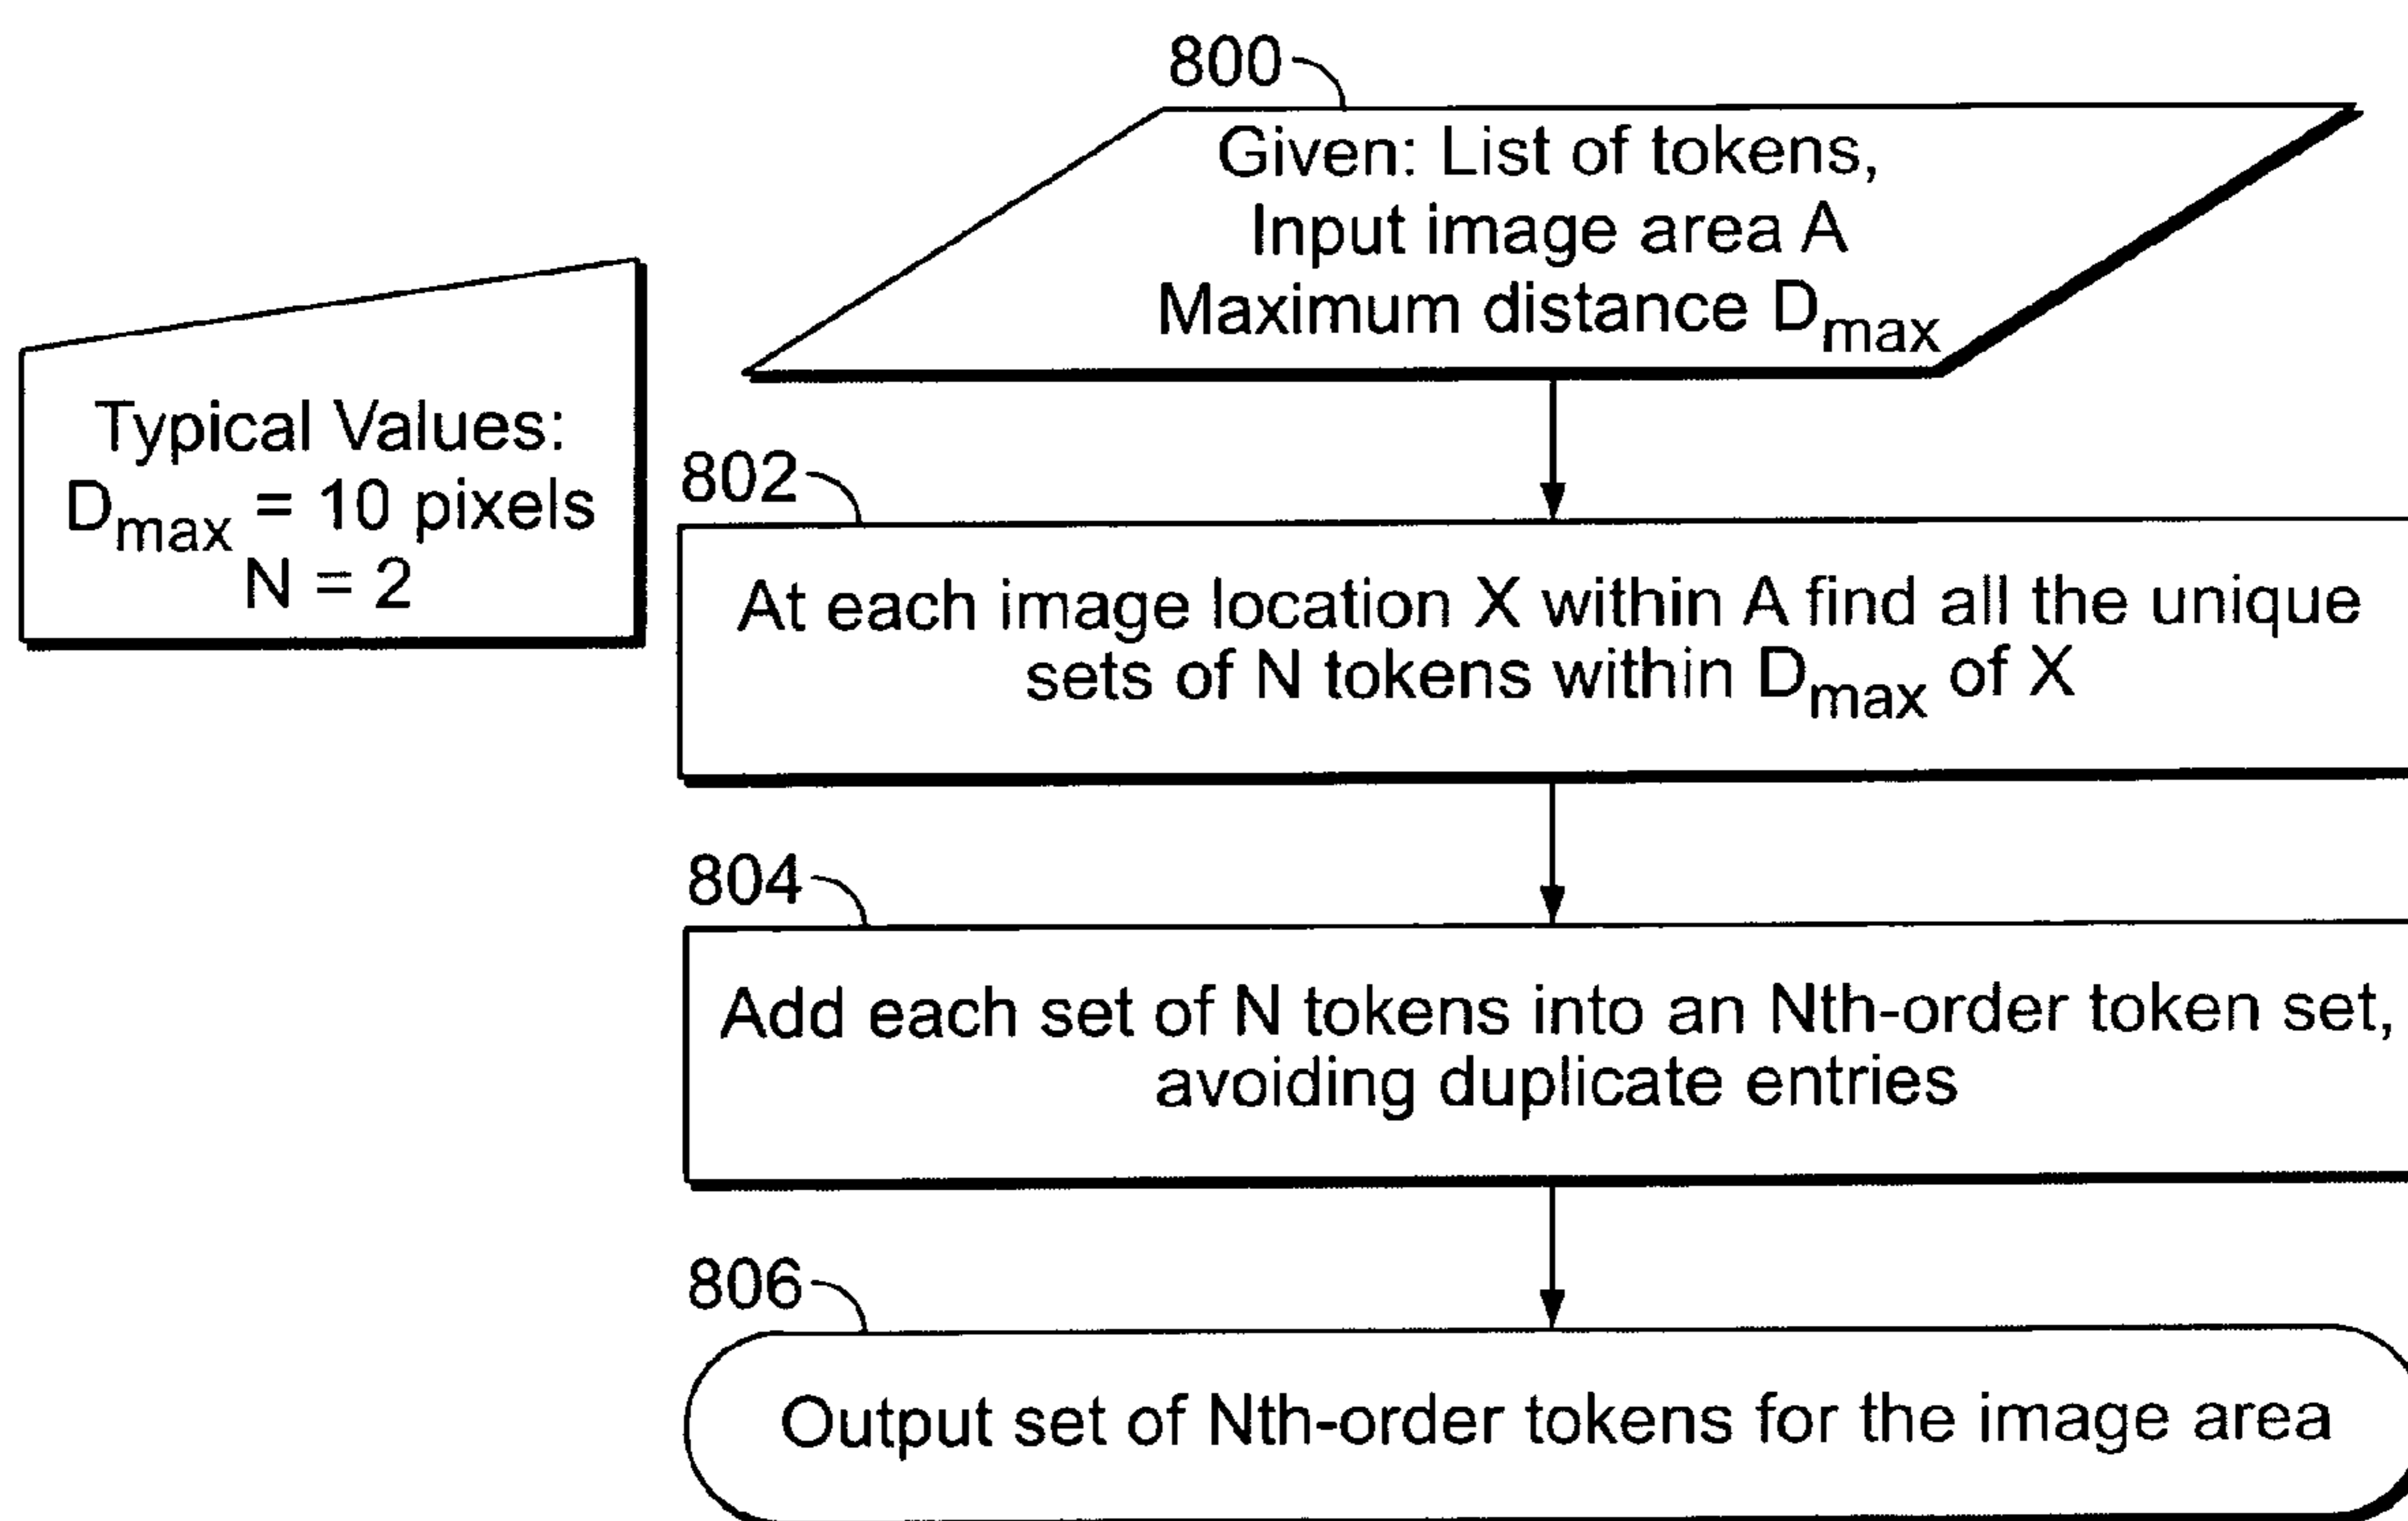 800
Given: List of tokens,
Input image area A
Maximum distance Dmax
Typical Values:
Dmax = 10 pixels
N = 2
802
At each image location X within A find all the unique
sets of N tokens within Dmax of X
804
Add each set of N tokens into an Nth-order token set,
avoiding duplicate entries
806
Output set of Nth-order tokens for the image area